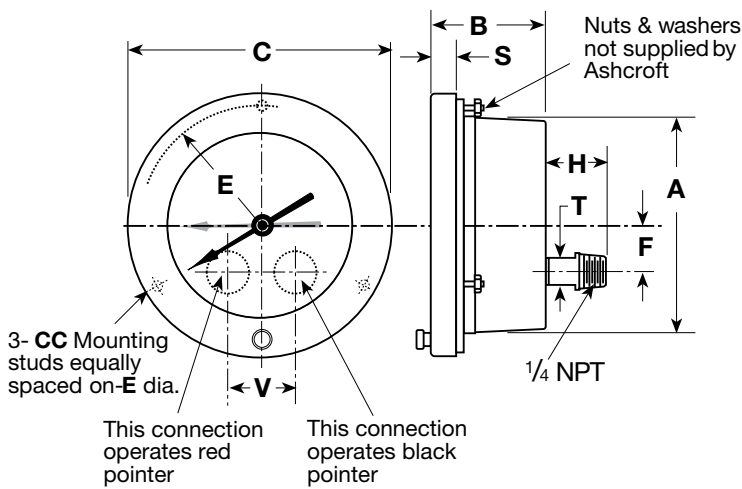 B
Nuts & washers
not supplied by
Ashcroft
C
S
E
H
A
T
F
3- CC Mounting
studs equally
spaced on-E dia.
V
1/4 NPT
This connection
operates red
pointer
This connection
operates black
pointer